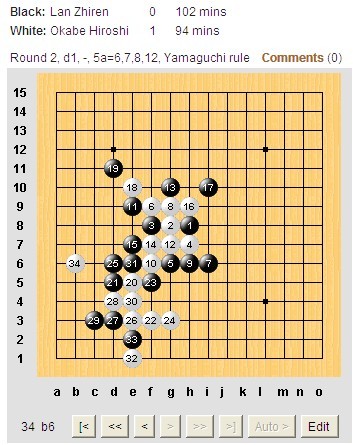 Black: Lan Zhiren 0 102 mins
White: Okabe Hiroshi 1 94 mins
Round 2, d1, -, 5a=6,7,8,12, Yamaguchi rule Comments (0)
15
14
13
12
11 19
10 18 13 17
9 11 6 8 16
8 3 2 1
7 15 14 12 4
6 34 25 31 10 5 9 7
5 21 20 23
4 28 30
3 29 27 26 22 24
2 33
1 32
a b c d e f g h i j k l m n o
34 b6 [< << < > >> >] Auto > Edit